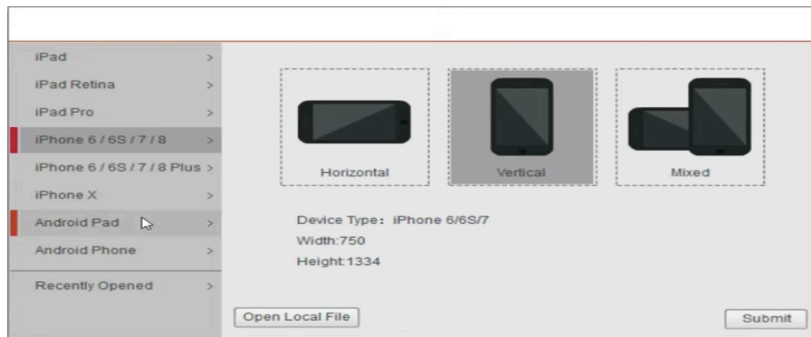 iPad >
iPad Retina >
iPad Pro >
iPhone 6 / 6S / 7 / 8 >
iPhone 6 / 6S / 7 / 8 Plus >
iPhone X >
Android Pad >
Android Phone >
Recently Opened >
Horizontal
Vertical
Mixed
Device Type: iPhone 6/6S/7
Width:750
Height:1334
Open Local File
Submit